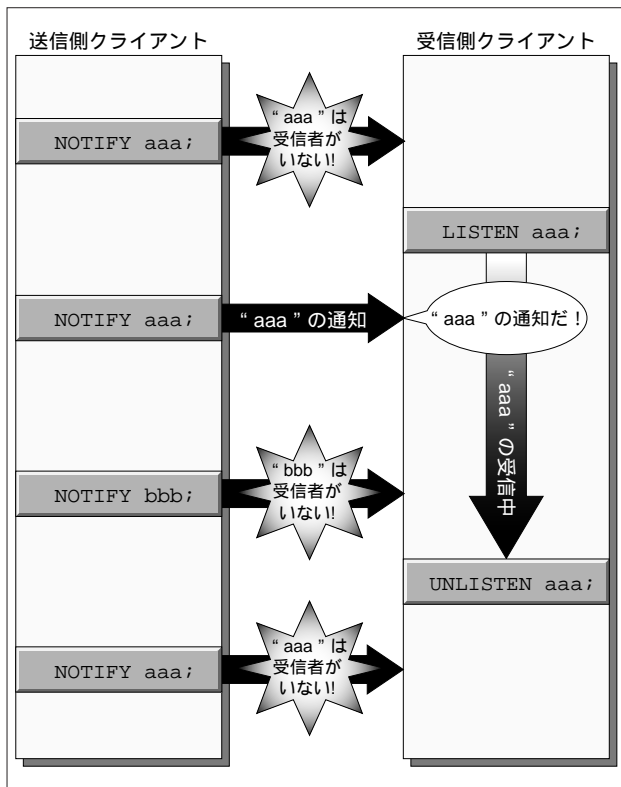 送信側クライアント
受信側クライアント
NOTIFY aaa;
“aaa”は
受信者が
いない!
LISTEN aaa;
NOTIFY aaa;
“aaa”の通知
“aaa”の通知だ！
“aaa”の受信中
NOTIFY bbb;
“bbb”は
受信者が
いない!
UNLISTEN aaa;
NOTIFY aaa;
“aaa”は
受信者が
いない!